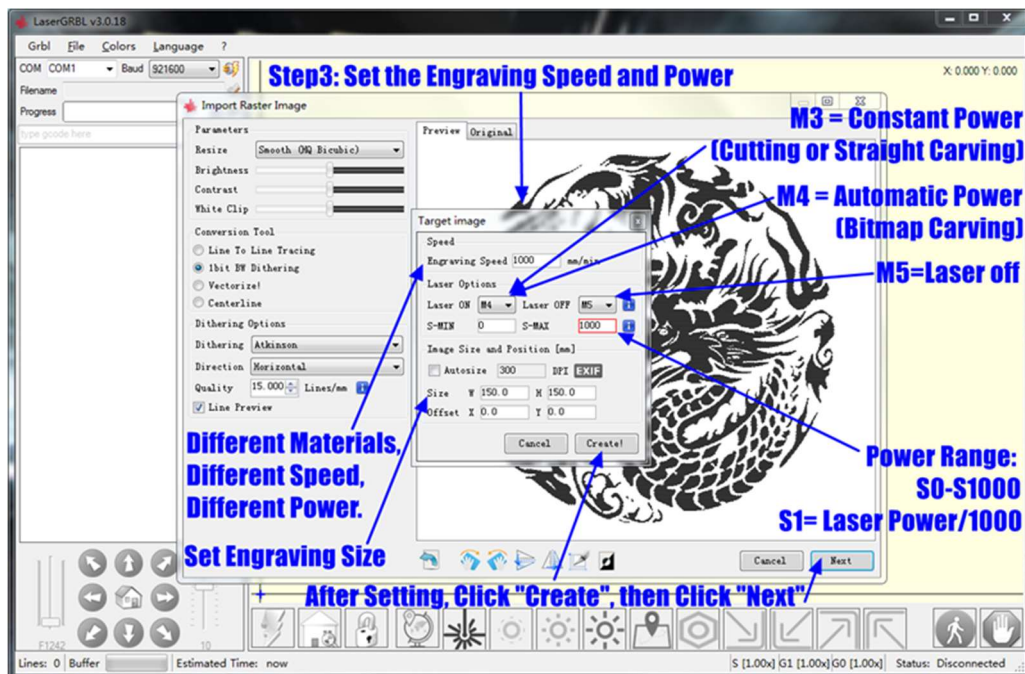 LaserGRBL v3.0.18
Grbl File Colors Language ?
COM COM1 Baud 921600
Filename
Progress
type gcode here
X: 0.000 Y: 0.000
Step3: Set the Engraving Speed and Power
Import Raster Image
Parameters
Resize Smooth (HQ Bicubic)
Brightness
Contrast
White Clip
Conversion Tool
Line To Line Tracing
1bit BW Dithering
Vectorize!
Centerline
Dithering Options
Dithering Atkinson
Direction Horizontal
Quality 15.000 Lines/mm
Line Preview
Preview Original
Target image
Speed
Engraving Speed 1000 mm/min
Laser Options
Laser ON M4 Laser OFF M5
S-MIN 0 S-MAX 1000
Image Size and Position [mm]
Autosize 300 DPI EXIF
Size W 150.0 H 150.0
Offset X 0.0 Y 0.0
Cancel Create!
M3 = Constant Power
(Cutting or Straight Carving)
M4 = Automatic Power
(Bitmap Carving)
M5=Laser off
Different Materials,
Different Speed,
Different Power.
Set Engraving Size
Power Range:
S0-S1000
S1= Laser Power/1000
Cancel Next
After Setting, Click "Create", then Click "Next"
F1242 10
Lines: 0 Buffer Estimated Time: now
S [1.00x] G1 [1.00x] G0 [1.00x] Status: Disconnected